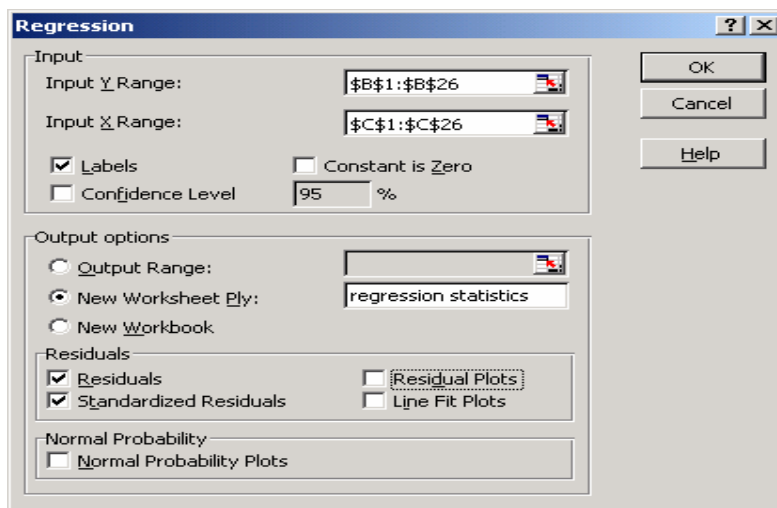 Regression
Input
Input Y Range: $B$1:$B$26
Input X Range: $C$1:$C$26
Labels Constant is Zero
Confidence Level 95 %
OK
Cancel
Help
Output options
Output Range:
New Worksheet Ply: regression statistics
New Workbook
Residuals
Residuals Residual Plots
Standardized Residuals Line Fit Plots
Normal Probability
Normal Probability Plots